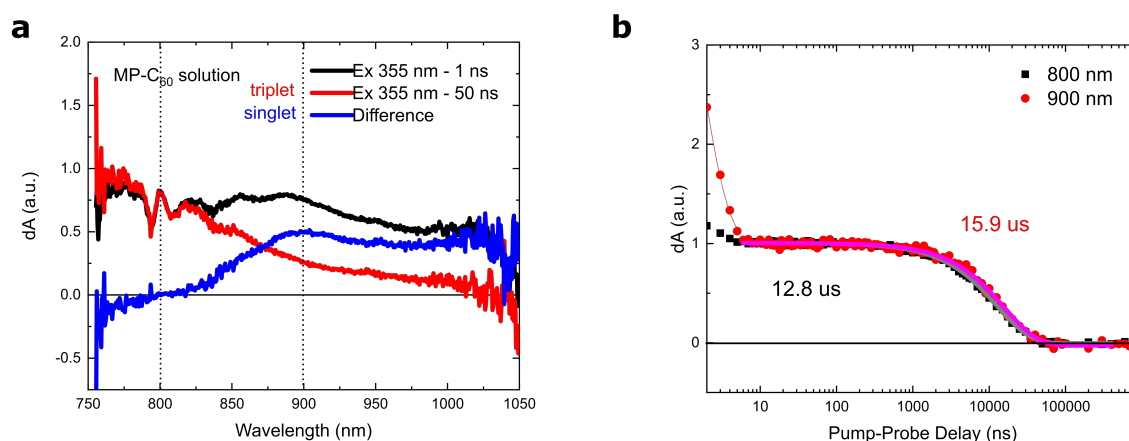 a
2.0
1.5
1.0
0.5
0.0
-0.5
dA (a.u.)
MP-C60 solution
triplet
singlet
Ex 355 nm - 1 ns
Ex 355 nm - 50 ns
Difference
750 800 850 900 950 1000 1050
Wavelength (nm)
b
3
2
1
0
dA (a.u.)
800 nm
900 nm
15.9 us
12.8 us
10 100 1000 10000 100000
Pump-Probe Delay (ns)